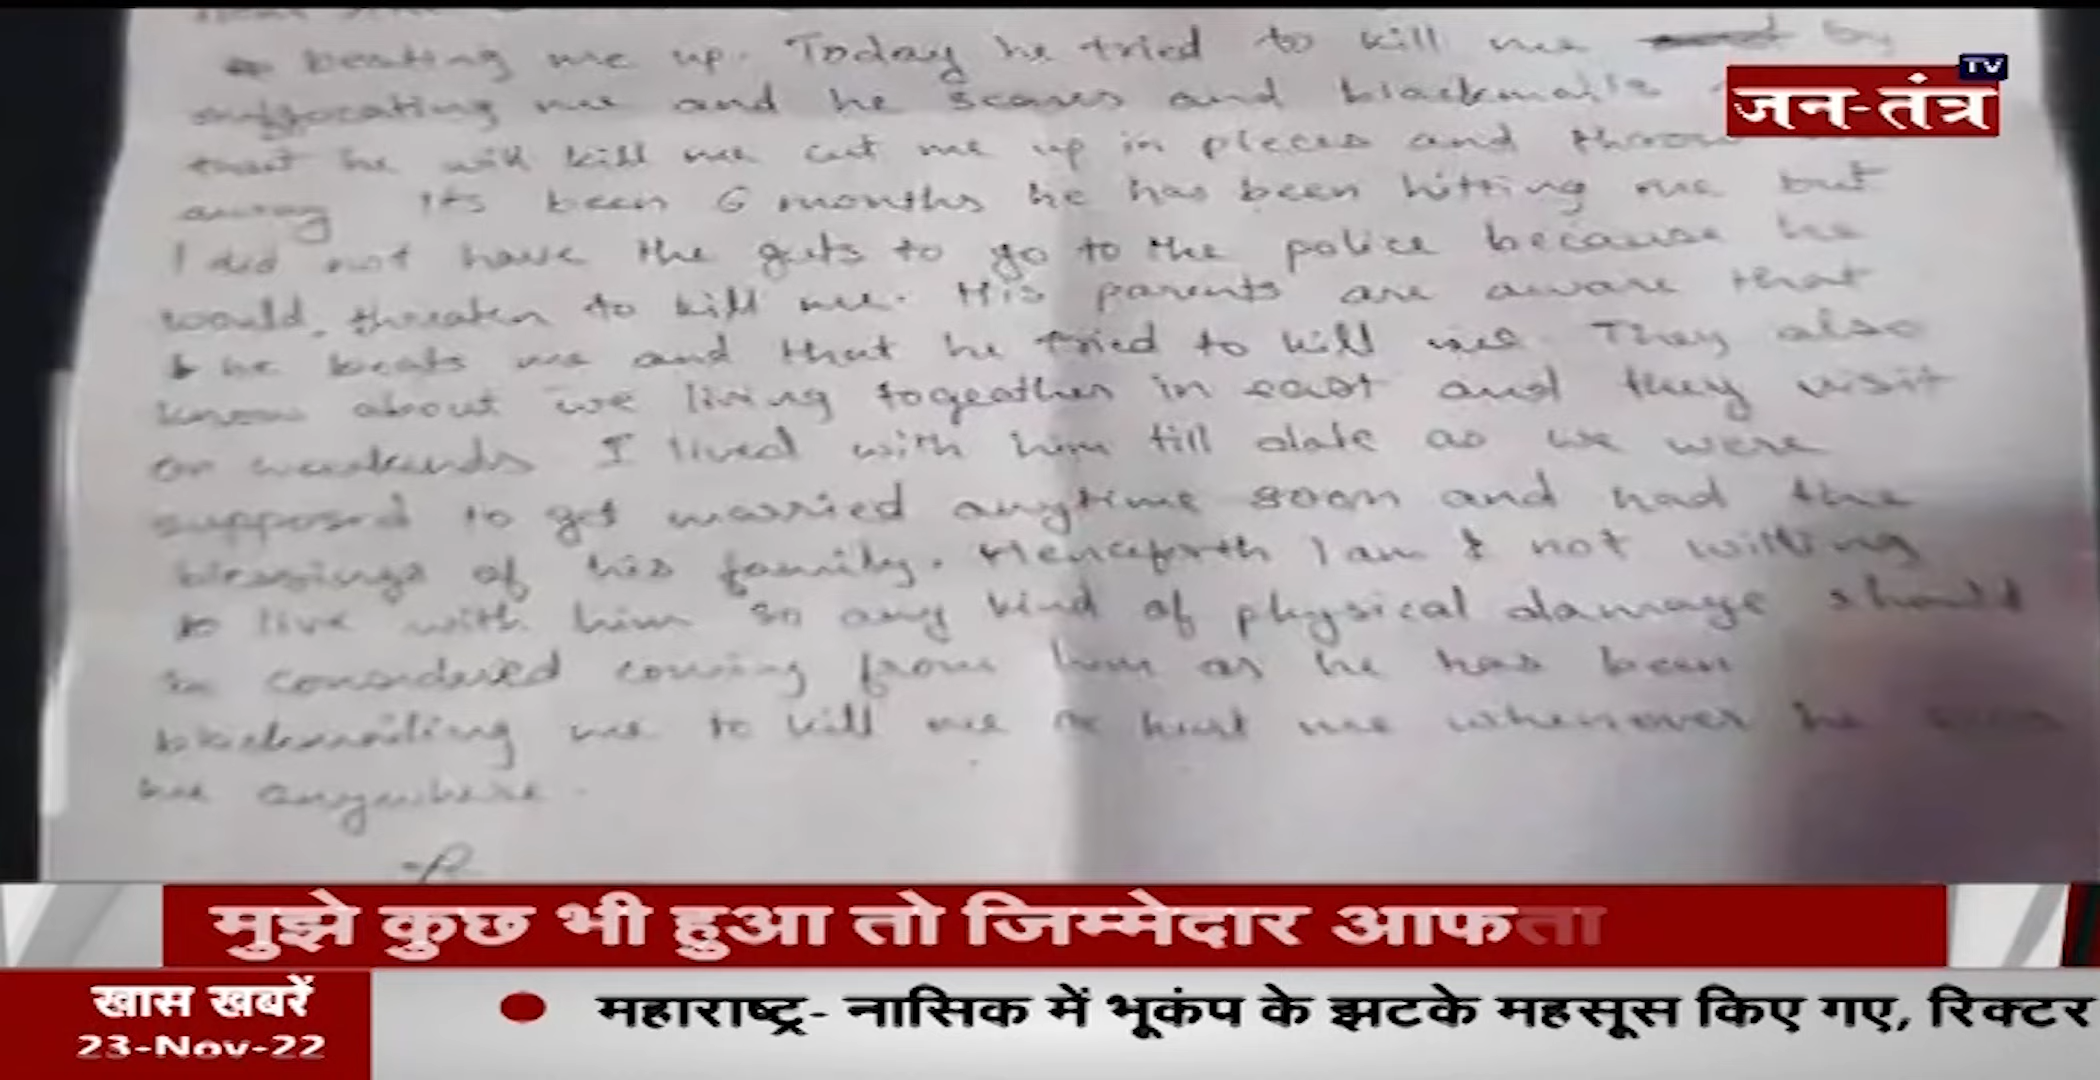 beating me up. Today he tried to kill me by
suffocating me and he scares and blackmails
that he will kill me cut me up in pieces and throw
away Its been 6 months he has been hitting me but
I did not have the guts to go to the police because he
would, threaten to kill me. His parents are aware that
he beats me and that he tried to kill me. They also
know about we living togeather in and they visit
on weekends I lived with him till date as we were
supposed to get married anytime soon and had the
blessings of his family. Henceforth I am not willing
to live with him so any kind of physical damage should
be considered coming from him as he has been
blackmailing me to kill me or hurt me whenever he
me anywhere.
जन-तंत्र TV
मुझे कुछ भी हुआ तो जिम्मेदार आफता
खास खबरें
23-Nov-22
महाराष्ट्र- नासिक में भूकंप के झटके महसूस किए गए, रिक्टर